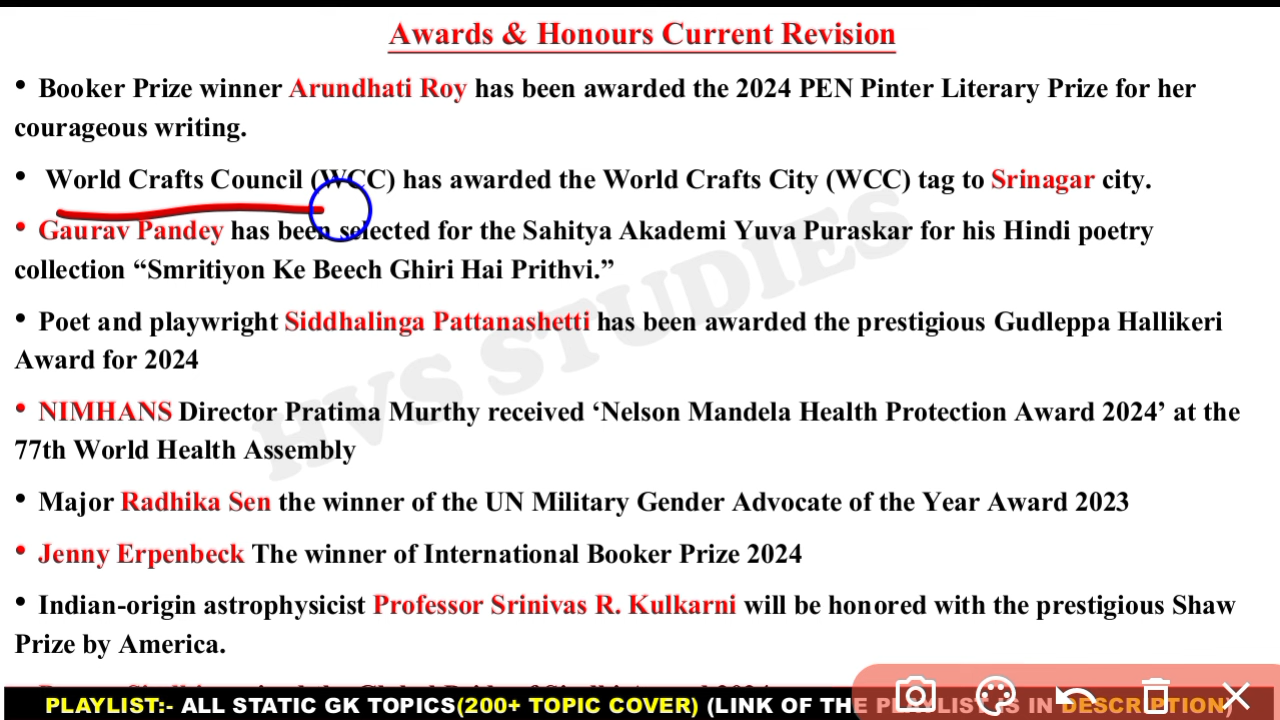 Awards & Honours Current Revision
• Booker Prize winner Arundhati Roy has been awarded the 2024 PEN Pinter Literary Prize for her
courageous writing.
• World Crafts Council (WCC) has awarded the World Crafts City (WCC) tag to Srinagar city.
• Gaurav Pandey has been selected for the Sahitya Akademi Yuva Puraskar for his Hindi poetry
collection “Smritiyon Ke Beech Ghiri Hai Prithvi.”
• Poet and playwright Siddhalinga Pattanashetti has been awarded the prestigious Gudleppa Hallikeri
Award for 2024
• NIMHANS Director Pratima Murthy received ‘Nelson Mandela Health Protection Award 2024’ at the
77th World Health Assembly
• Major Radhika Sen the winner of the UN Military Gender Advocate of the Year Award 2023
• Jenny Erpenbeck The winner of International Booker Prize 2024
• Indian-origin astrophysicist Professor Srinivas R. Kulkarni will be honored with the prestigious Shaw
Prize by America.
PLAYLIST:- ALL STATIC GK TOPICS(200+ TOPIC COVER) (LINK OF THE PLAYLIST IS IN DESCRIPTION)
HVS STUDIES